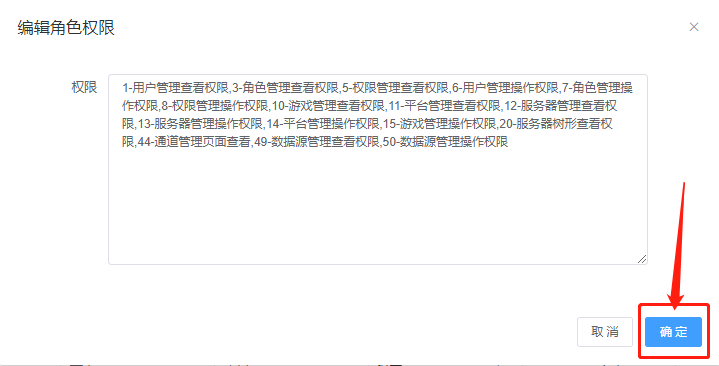 编辑角色权限
权限
1-用户管理查看权限,3-角色管理查看权限,5-权限管理查看权限,6-用户管理操作权限,7-角色管理操
作权限,8-权限管理操作权限,10-游戏管理查看权限,11-平台管理查看权限,12-服务器管理查看权
限,13-服务器管理操作权限,14-平台管理操作权限,15-游戏管理操作权限,20-服务器树形查看权
限,44-通道管理页面查看,49-数据源管理查看权限,50-数据源管理操作权限
取消
确定